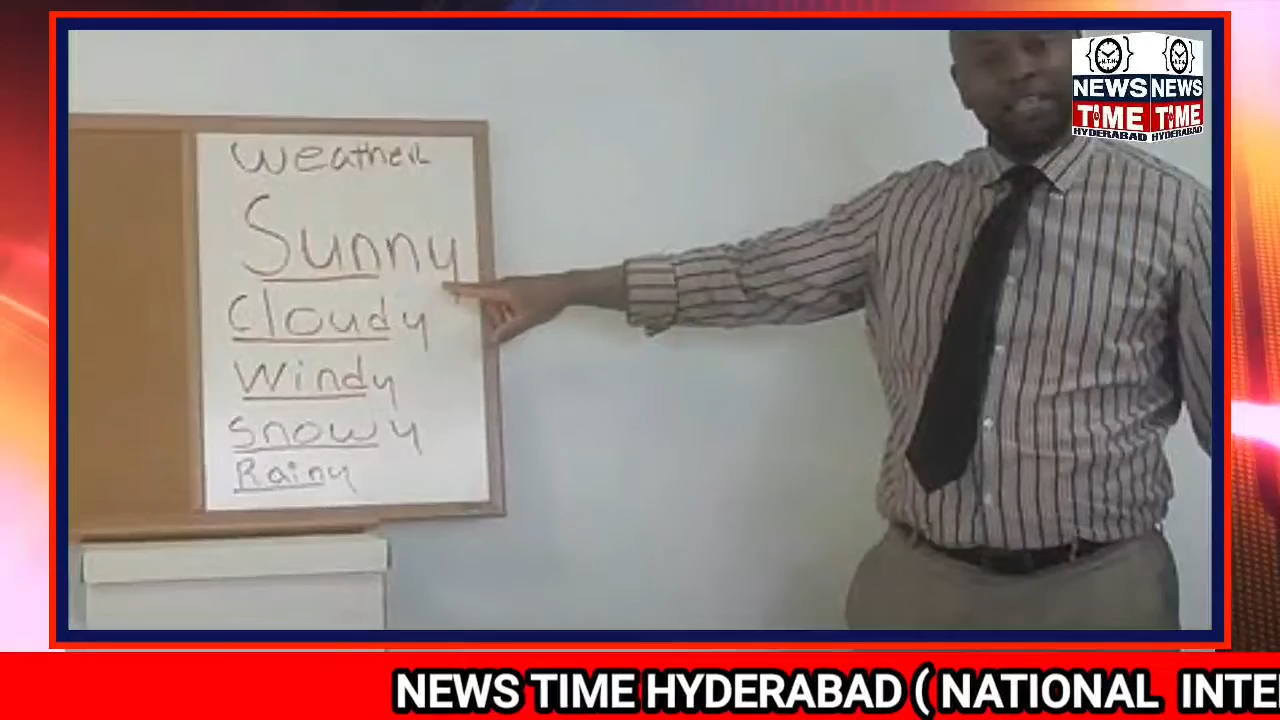 Weather
Sunny
Cloudy
Windy
Snowy
Rainy
NEWS NEWS
TIME TIME
HYDERABAD HYDERABAD
NEWS TIME HYDERABAD ( NATIONAL INTE